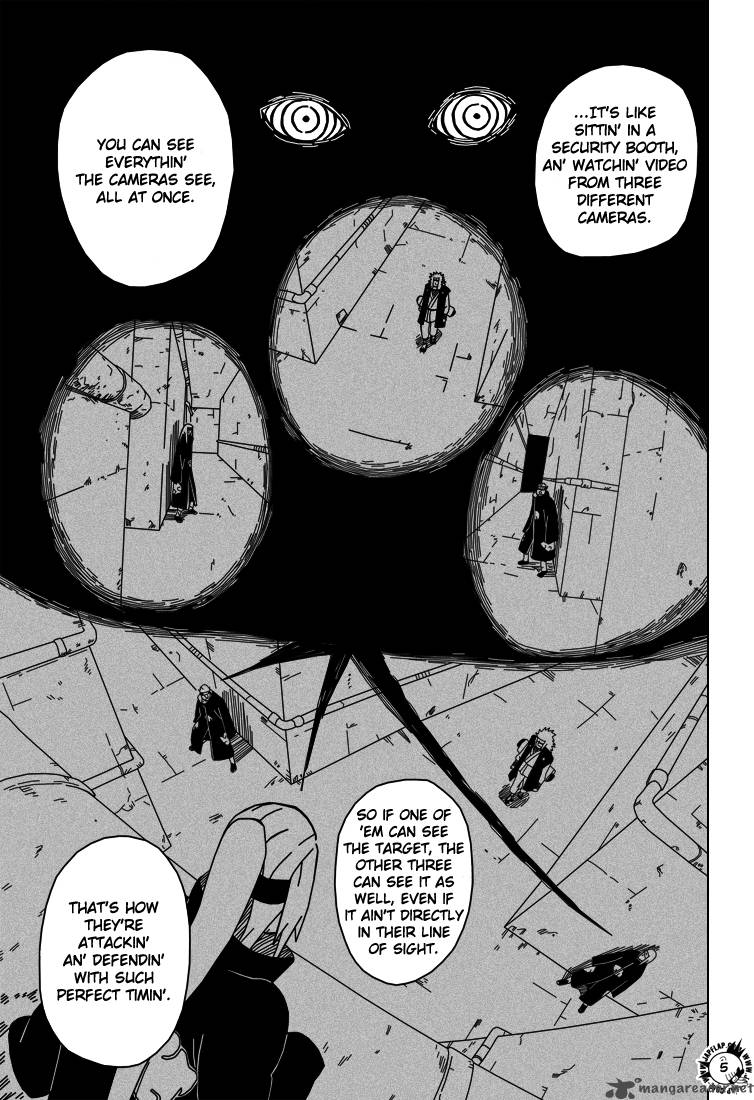 ...IT'S LIKE
SITTIN' IN A
SECURITY BOOTH,
AN' WATCHIN' VIDEO
FROM THREE
DIFFERENT
CAMERAS.
YOU CAN SEE
EVERYTHIN'
THE CAMERAS SEE,
ALL AT ONCE.
SO IF ONE OF
'EM CAN SEE
THE TARGET, THE
OTHER THREE
CAN SEE IT AS
WELL, EVEN IF
IT AIN'T DIRECTLY
IN THEIR LINE
OF SIGHT.
THAT'S HOW
THEY'RE
ATTACKIN'
AN' DEFENDIN'
WITH SUCH
PERFECT TIMIN'.
5